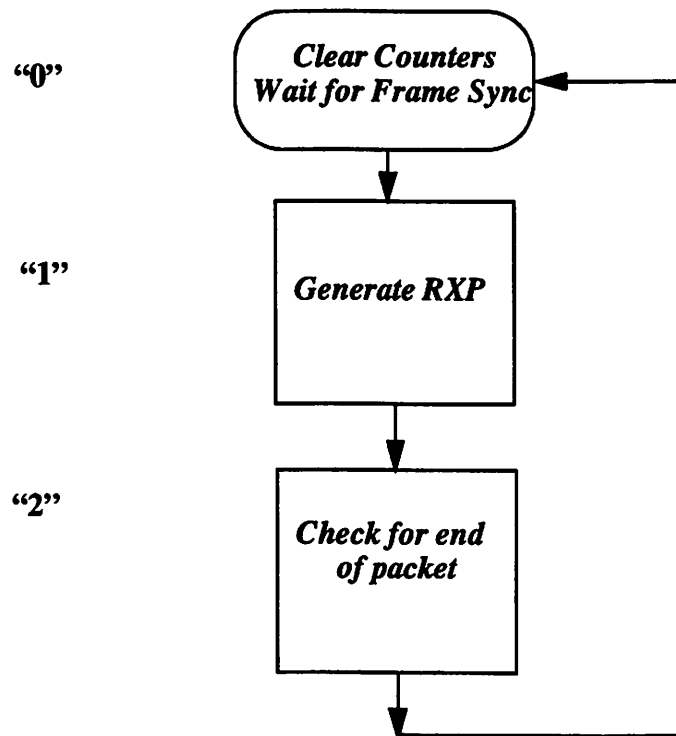 “0”
Clear Counters
Wait for Frame Sync
“1”
Generate RXP
“2”
Check for end
of packet